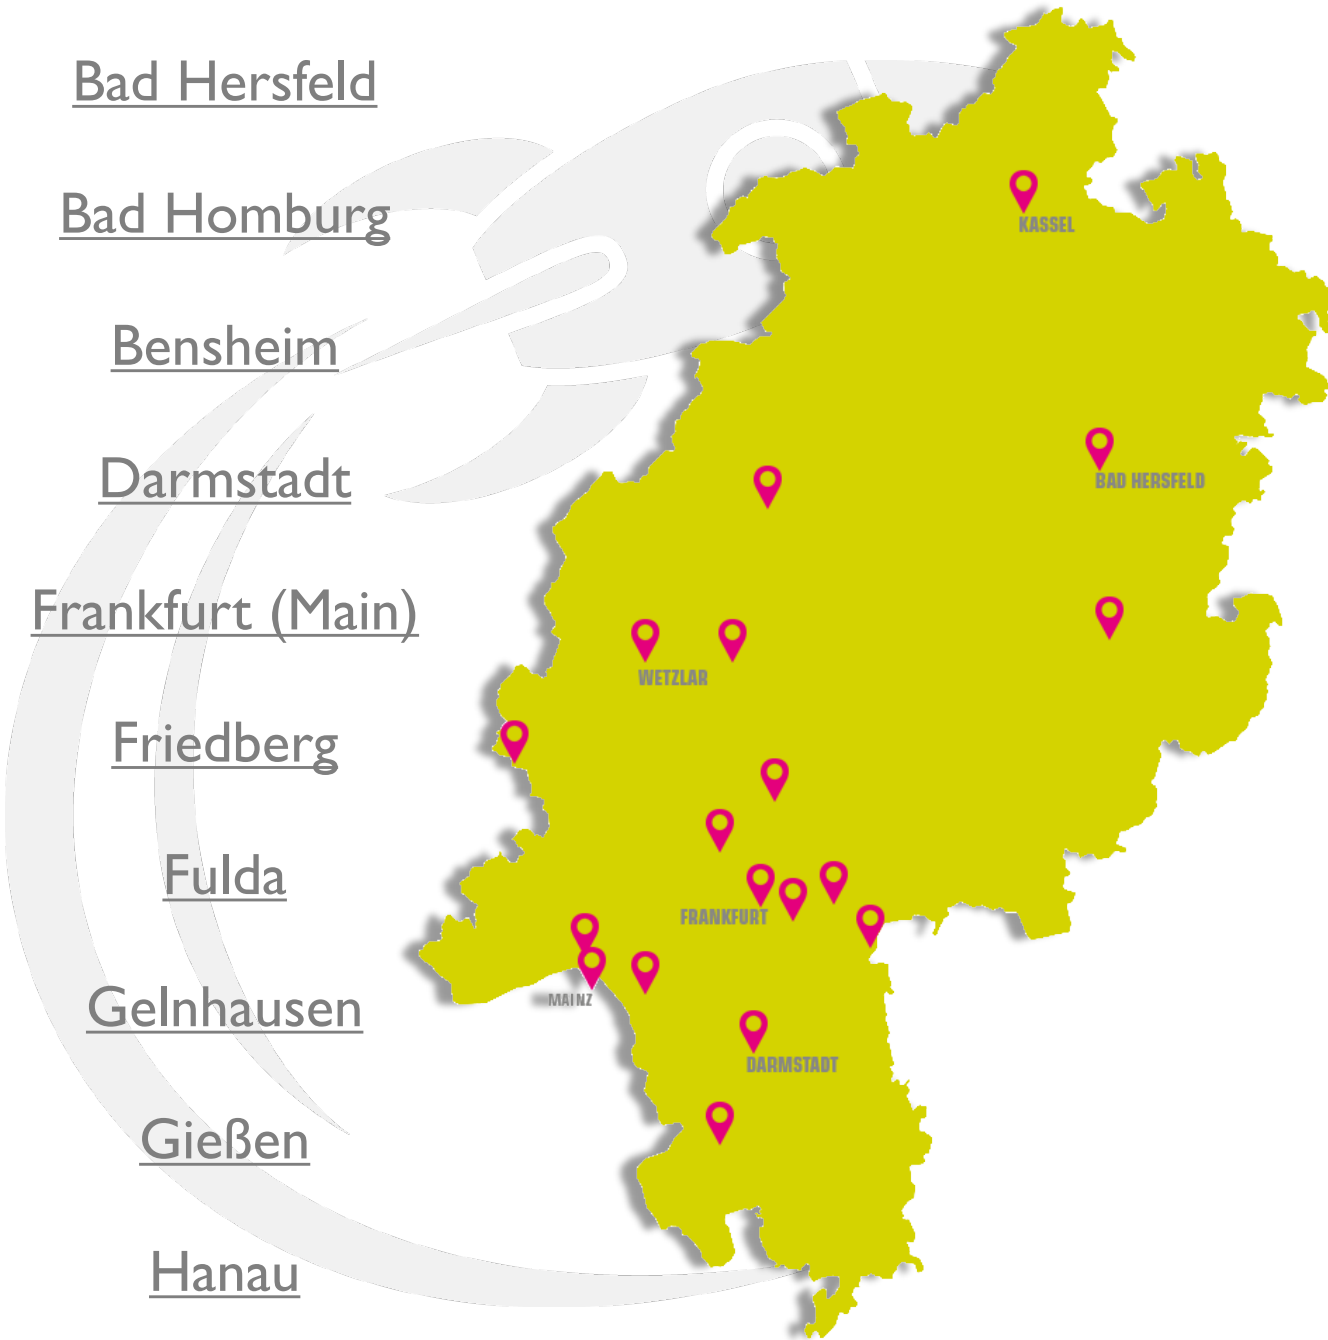 Bad Hersfeld
Bad Homburg
Bensheim
Darmstadt
Frankfurt (Main)
Friedberg
Fulda
Gelnhausen
Gießen
Hanau
KASSEL
BAD HERSFELD
WETZLAR
FRANKFURT
MAINZ
DARMSTADT